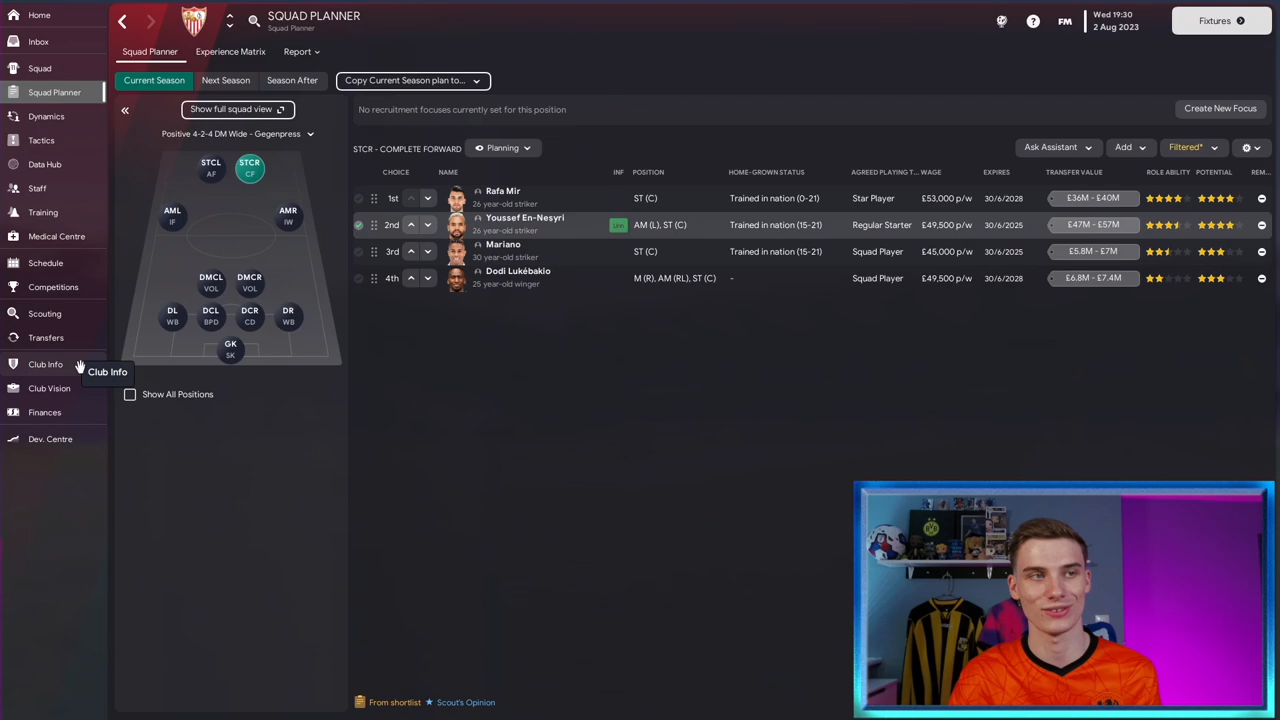 Home
Inbox
Squad
Squad Planner
Dynamics
Tactics
Data Hub
Staff
Training
Medical Centre
Schedule
Competitions
Scouting
Transfers
Club Info
Club Info
Club Vision
Finances
Dev. Centre
SQUAD PLANNER
Squad Planner
FM
Wed 19:30
2 Aug 2023
Fixtures
Squad Planner Experience Matrix Report
Current Season Next Season Season After Copy Current Season plan to...
Show full squad view
Positive 4-2-4 DM Wide - Gegenpress
STCL AF
STCR CF
AML IF
AMR IW
DMCL VOL
DMCR VOL
DL WB
DCL BPD
DCR CD
DR WB
GK SK
Show All Positions
No recruitment focuses currently set for this position
Create New Focus
STCR - COMPLETE FORWARD Planning Ask Assistant Add Filtered*
CHOICE NAME INF POSITION HOME-GROWN STATUS AGREED PLAYING T... WAGE EXPIRES TRANSFER VALUE ROLE ABILITY POTENTIAL REM...
1st Rafa Mir ST (C) Trained in nation (0-21) Star Player £53,000 p/w 30/6/2028 £36M - £40M
26 year-old striker
2nd Youssef En-Nesyri Unn AM (L), ST (C) Trained in nation (15-21) Regular Starter £49,500 p/w 30/6/2025 £47M - £57M
26 year-old striker
3rd Mariano ST (C) Trained in nation (15-21) Squad Player £45,000 p/w 30/6/2025 £5.8M - £7M
30 year-old striker
4th Dodi Lukébakio M (R), AM (RL), ST (C) - Squad Player £49,500 p/w 30/6/2028 £6.8M - £7.4M
25 year-old winger
From shortlist Scout's Opinion